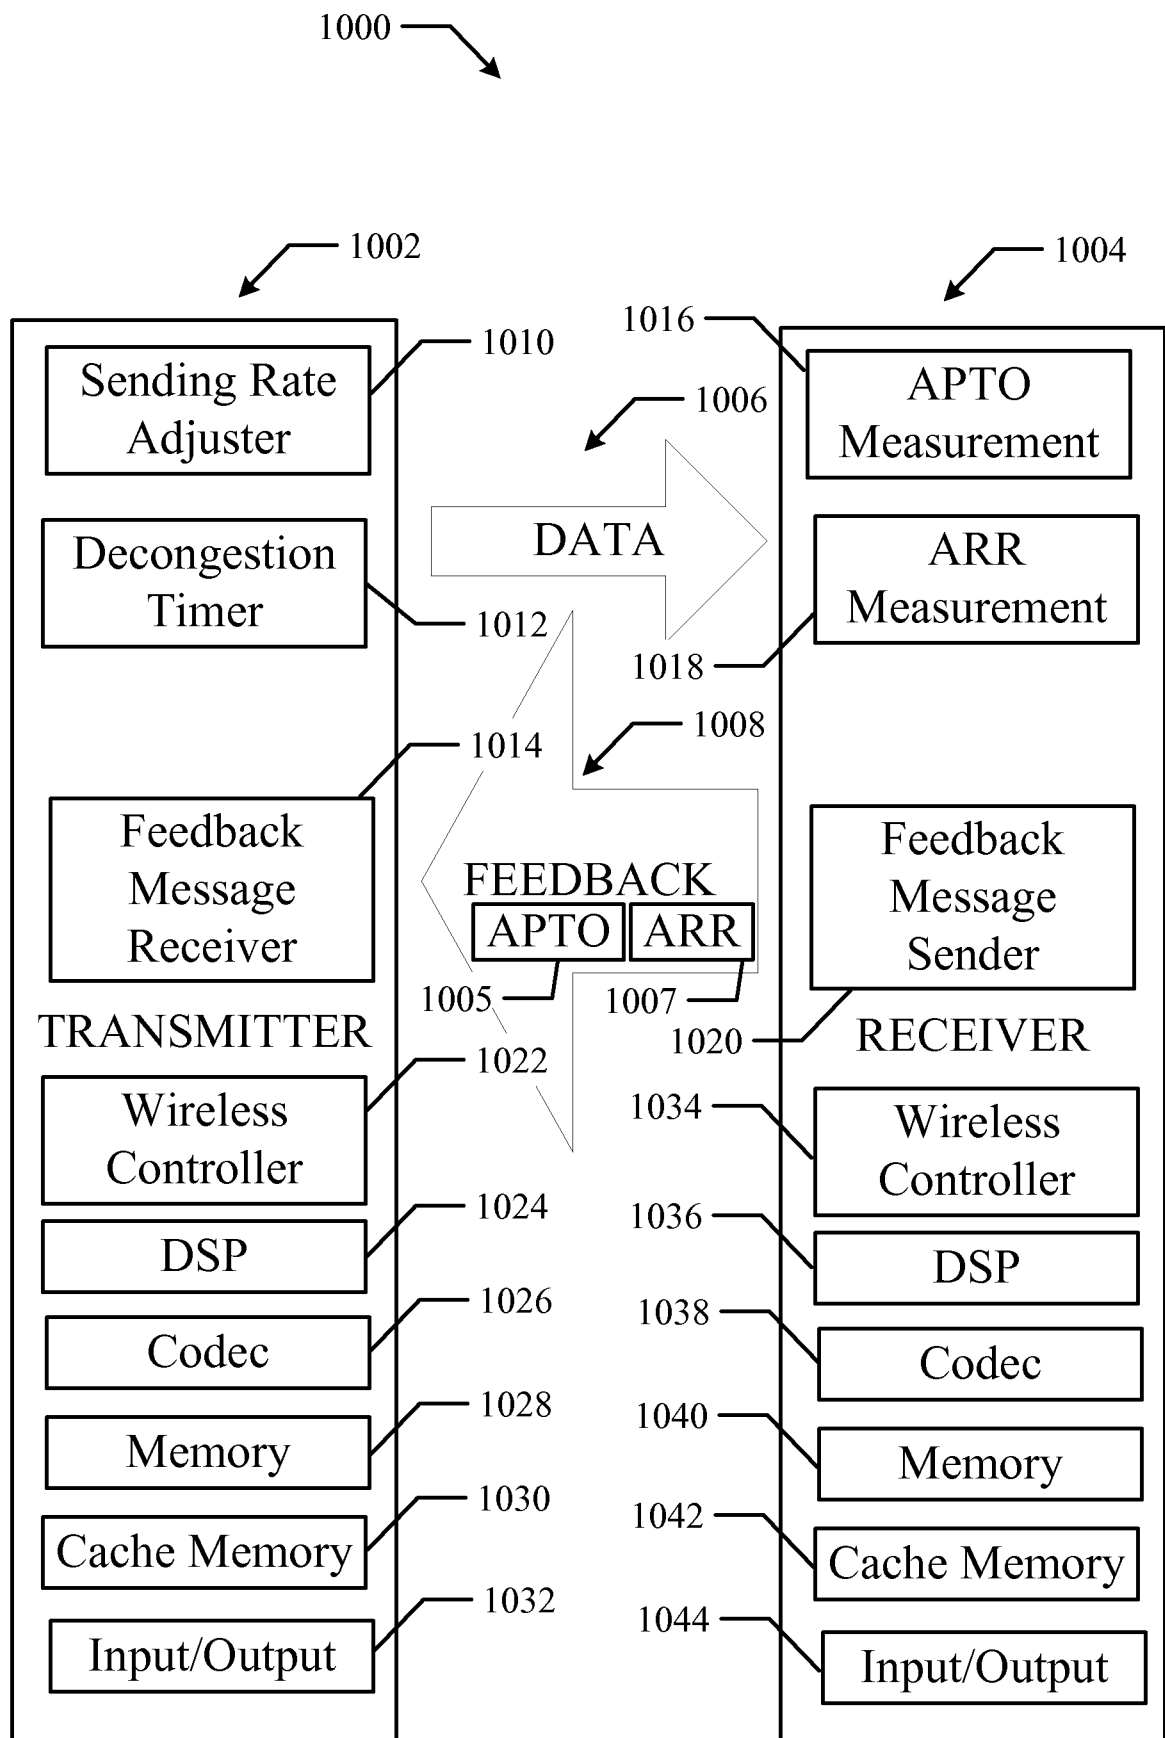 1000
1002
1004
Sending Rate
Adjuster
1010
1016
APTO
Measurement
1006
DATA
Decongestion
Timer
1012
ARR
Measurement
1018
1014
1008
Feedback
Message
Receiver
FEEDBACK
APTO
ARR
1005
1007
Feedback
Message
Sender
1020
TRANSMITTER
RECEIVER
Wireless
Controller
1022
1034
Wireless
Controller
DSP
1024
1036
DSP
Codec
1026
1038
Codec
Memory
1028
1040
Memory
Cache Memory
1030
1042
Cache Memory
Input/Output
1032
1044
Input/Output